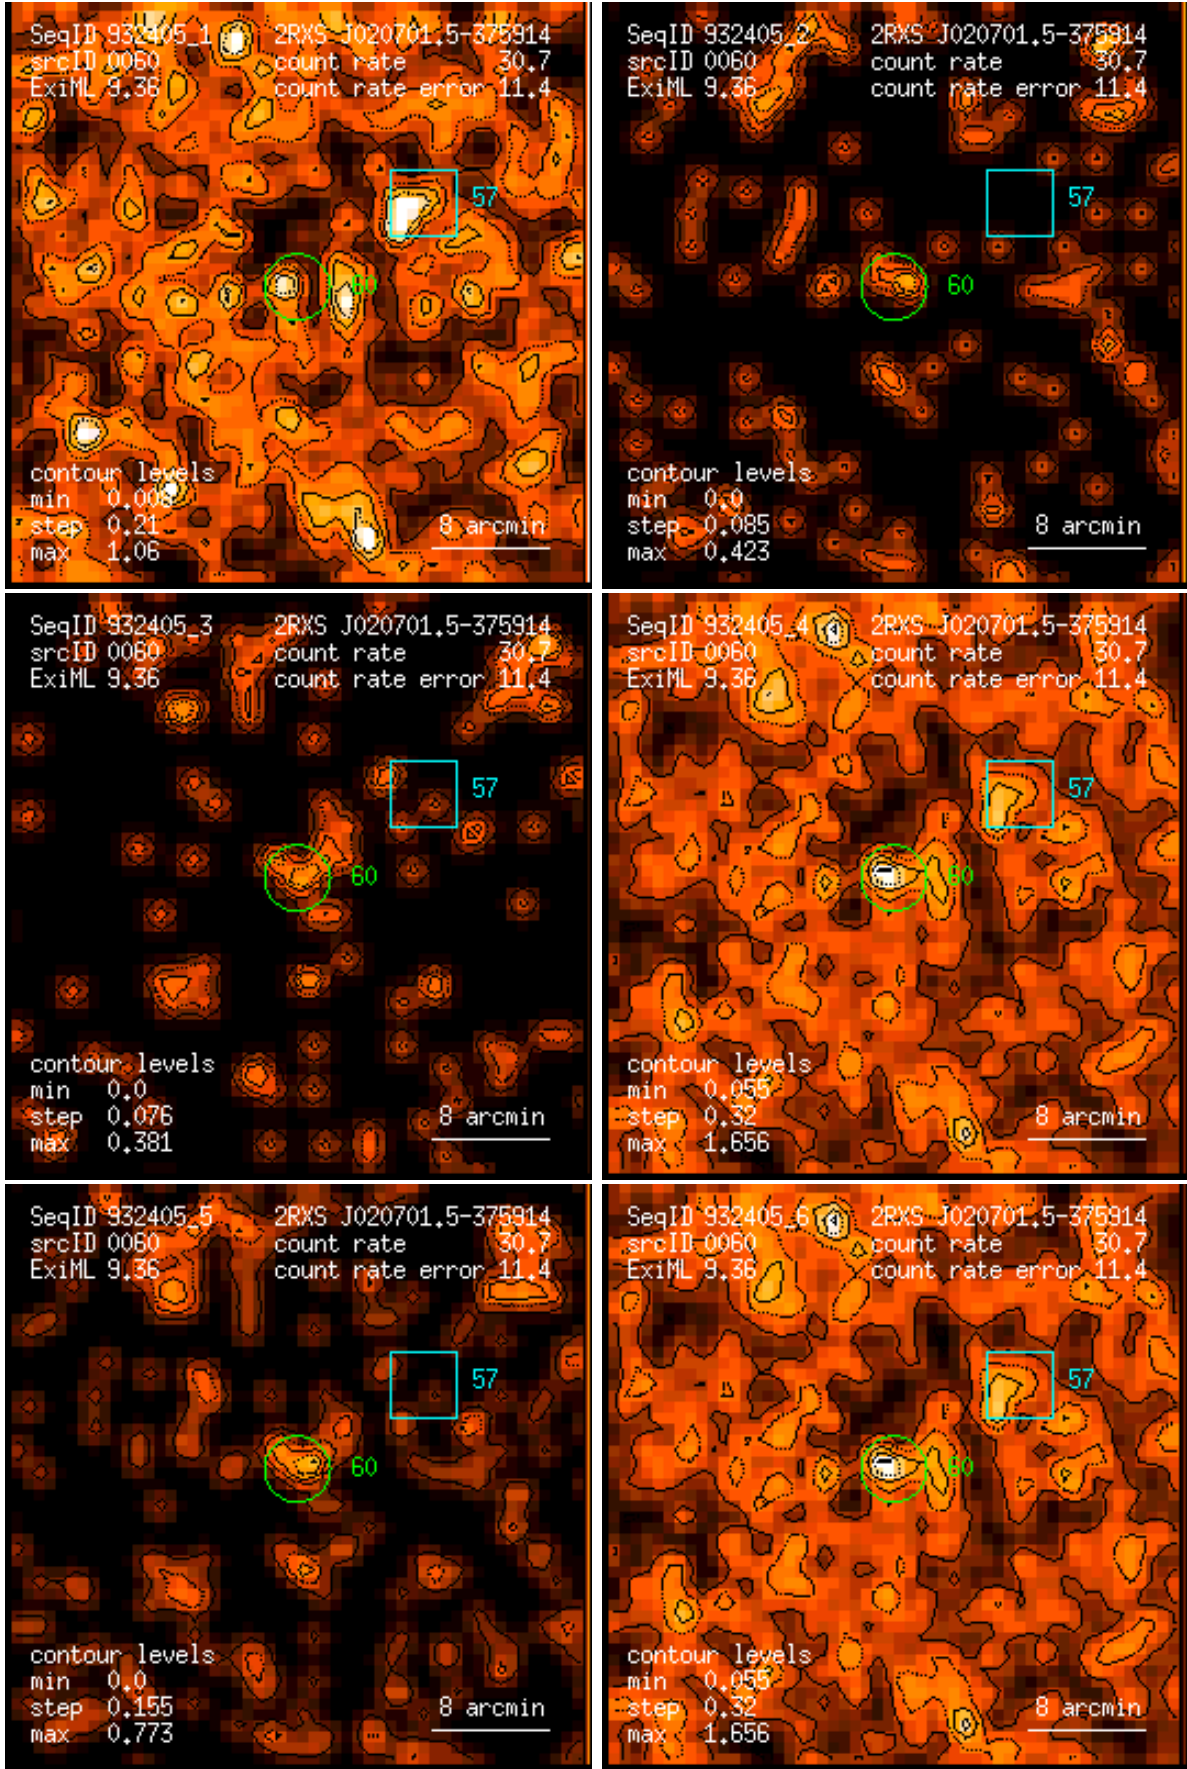 SeqID 932405_1 2RXS J020701.5-375914
srcID 0060 count rate 30.7
ExiML 9.36 count rate error 11.4
57
60
contour levels
min 0.008
step 0.21
max 1.06
8 arcmin
SeqID 932405_2 2RXS J020701.5-375914
srcID 0060 count rate 30.7
ExiML 9.36 count rate error 11.4
57
60
contour levels
min 0.0
step 0.085
max 0.423
8 arcmin
SeqID 932405_3 2RXS J020701.5-375914
srcID 0060 count rate 30.7
ExiML 9.36 count rate error 11.4
57
60
contour levels
min 0.0
step 0.076
max 0.381
8 arcmin
SeqID 932405_4 2RXS J020701.5-375914
srcID 0060 count rate 30.7
ExiML 9.36 count rate error 11.4
57
60
contour levels
min 0.055
step 0.32
max 1.656
8 arcmin
SeqID 932405_5 2RXS J020701.5-375914
srcID 0060 count rate 30.7
ExiML 9.36 count rate error 11.4
57
60
contour levels
min 0.0
step 0.155
max 0.773
8 arcmin
SeqID 932405_6 2RXS J020701.5-375914
srcID 0060 count rate 30.7
ExiML 9.36 count rate error 11.4
57
60
contour levels
min 0.055
step 0.32
max 1.656
8 arcmin